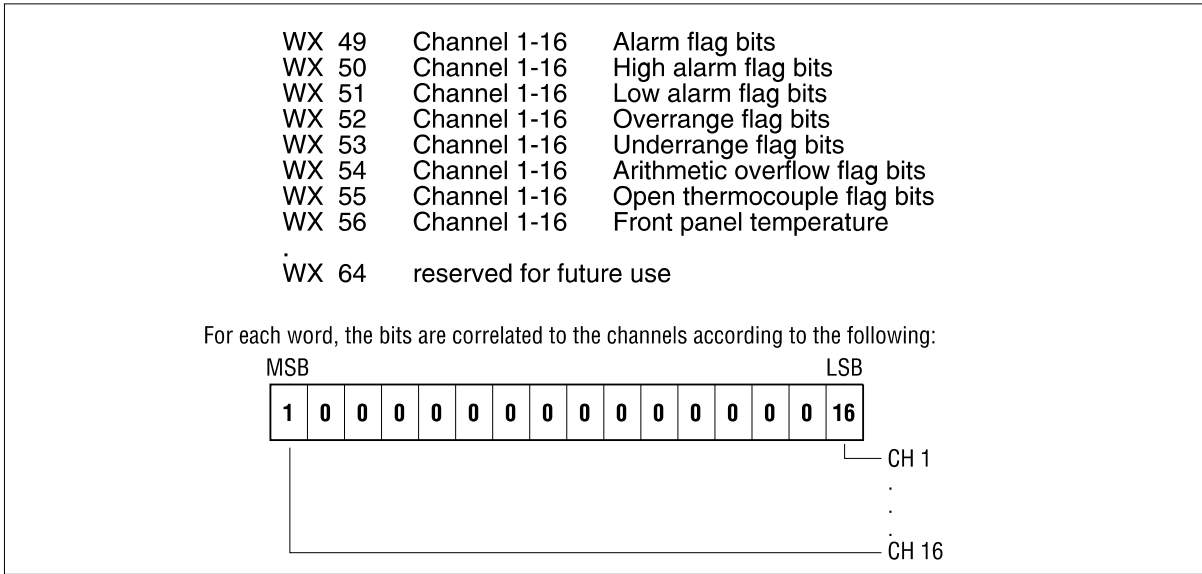 WX 49 Channel 1-16 Alarm flag bits
WX 50 Channel 1-16 High alarm flag bits
WX 51 Channel 1-16 Low alarm flag bits
WX 52 Channel 1-16 Overrange flag bits
WX 53 Channel 1-16 Underrange flag bits
WX 54 Channel 1-16 Arithmetic overflow flag bits
WX 55 Channel 1-16 Open thermocouple flag bits
WX 56 Channel 1-16 Front panel temperature
.
WX 64 reserved for future use
For each word, the bits are correlated to the channels according to the following:
MSB LSB
1 0 0 0 0 0 0 0 0 0 0 0 0 0 0 16
CH 1
.
.
.
CH 16